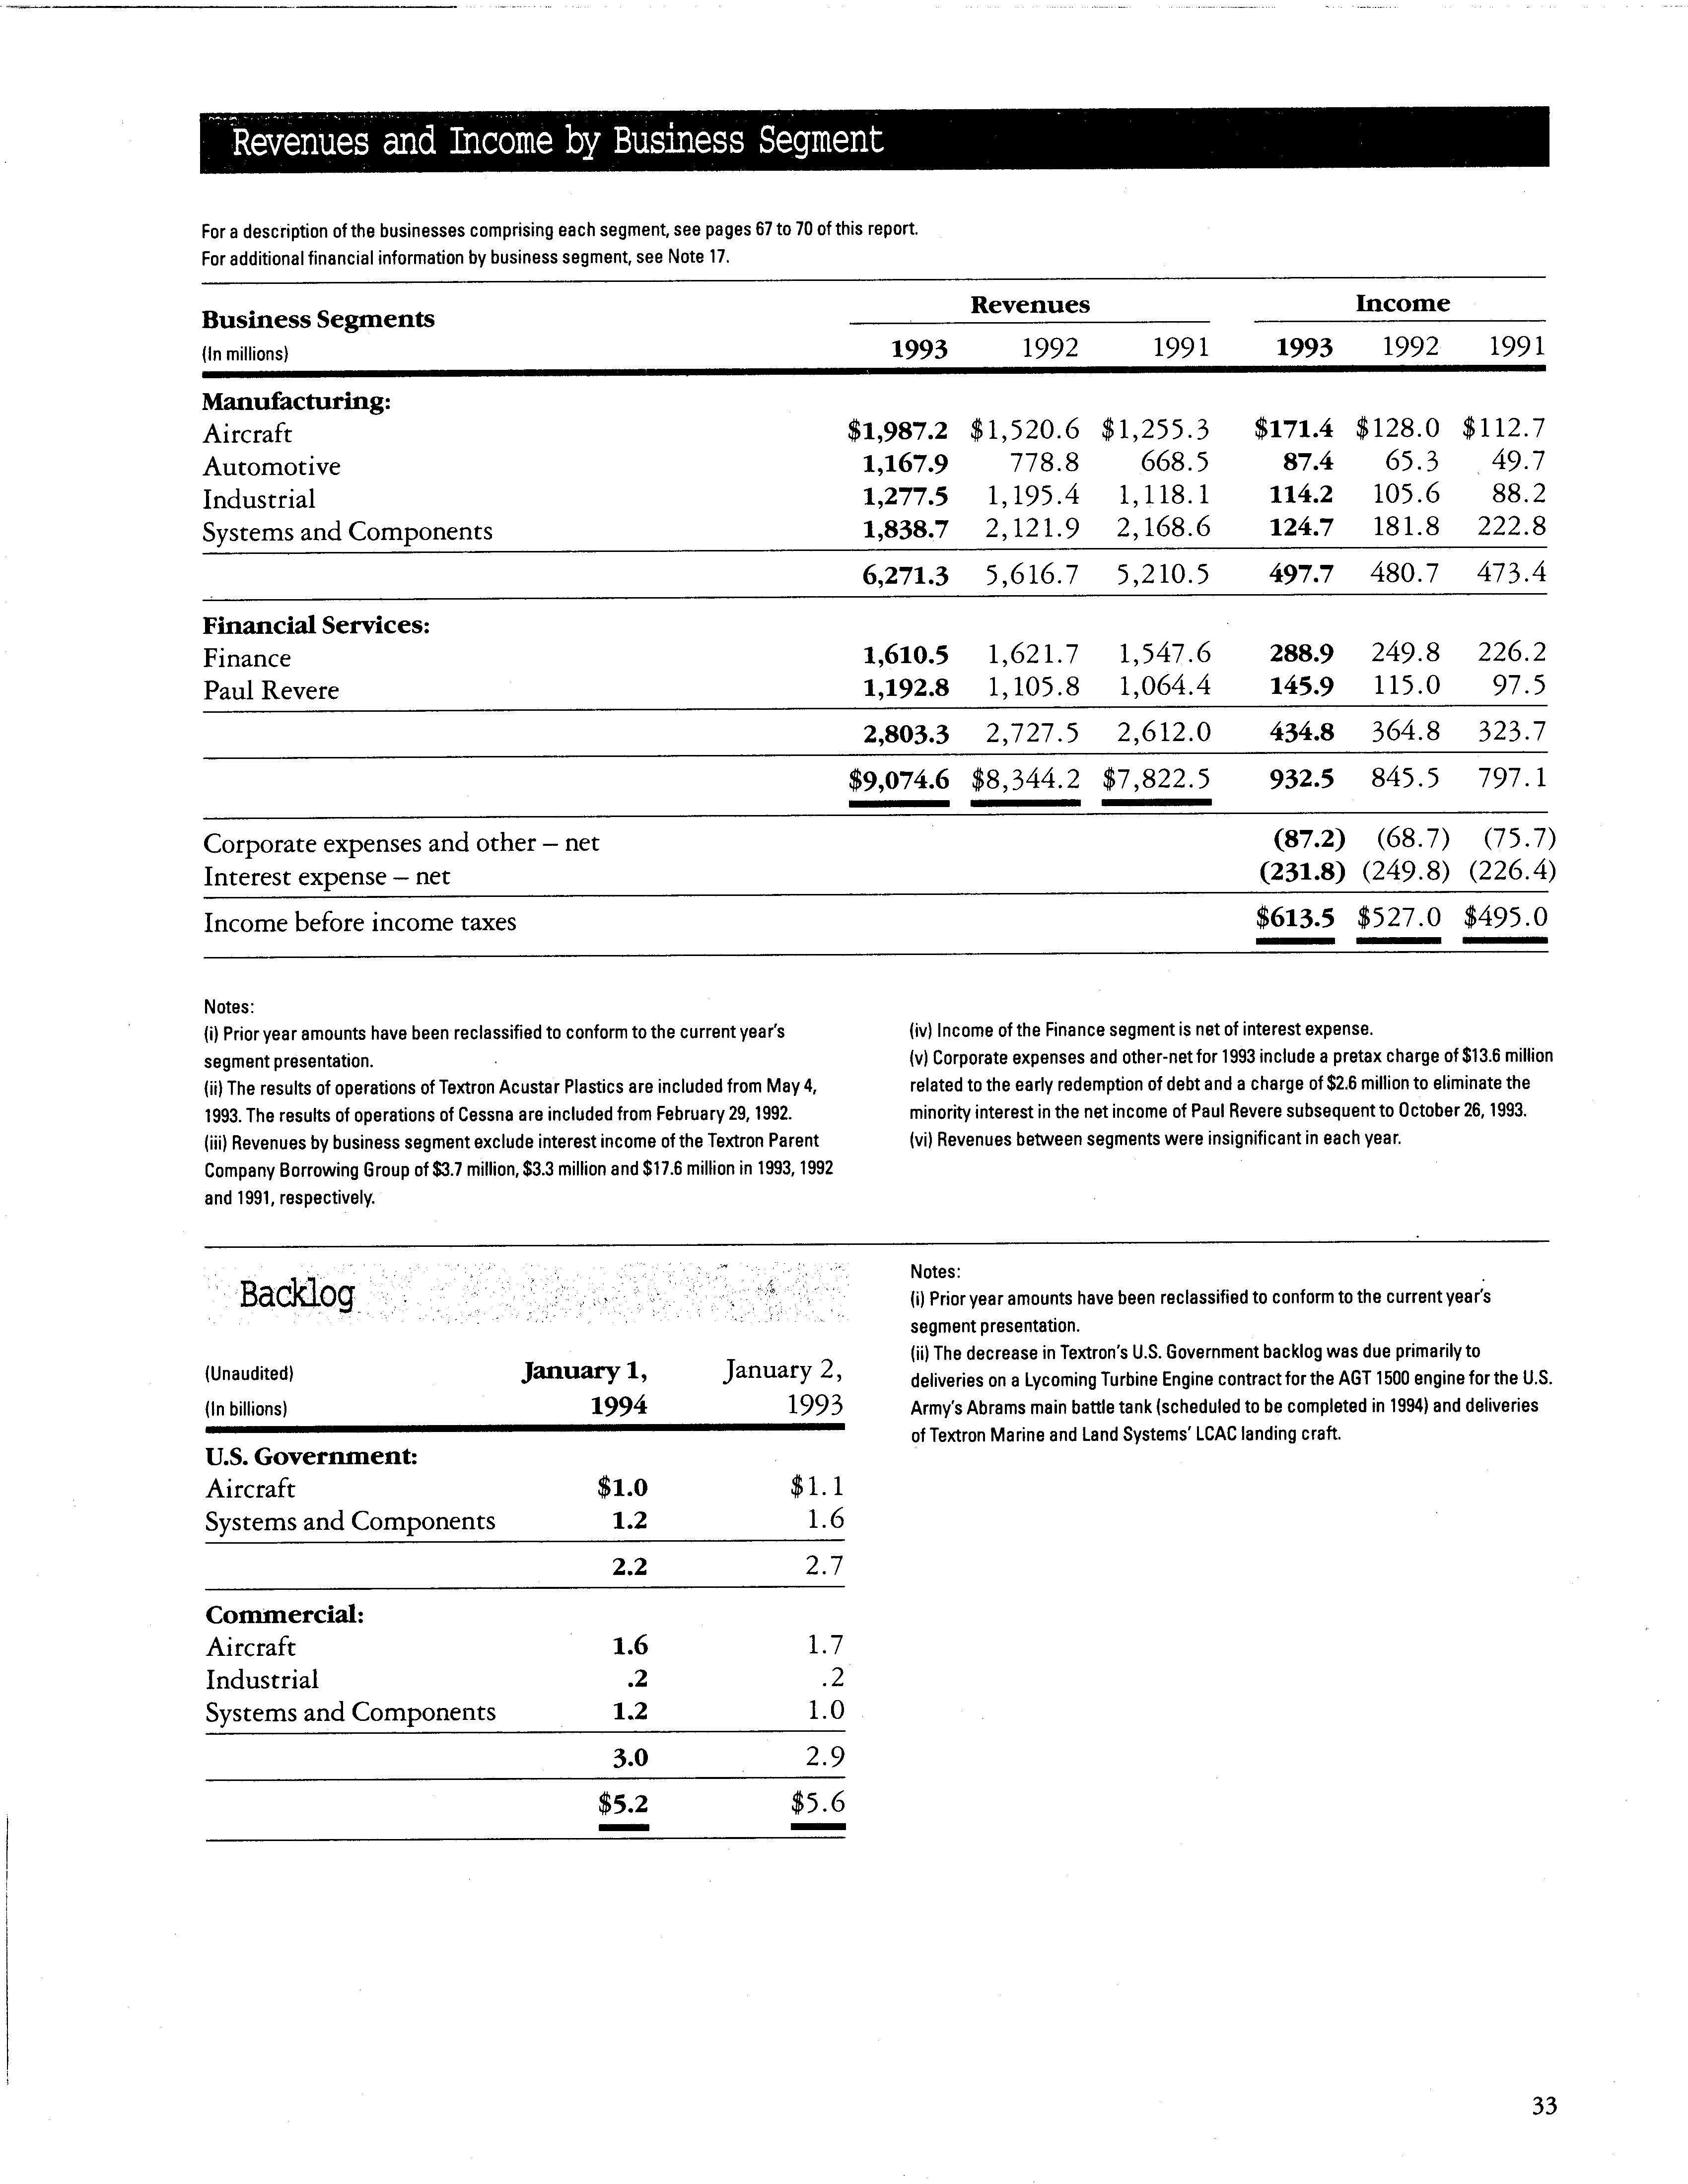 Revenues and Income by Business Segment
For a description of the businesses comprising each segment, see pages 67 to 70 of this report.
For additional financial information by business segment, see Note 17.
Business Segments Revenues Income
(In millions) 1993 1992 1991 1993 1992 1991
Manufacturing:
Aircraft $1,987.2 $1,520.6 $1,255.3 $171.4 $128.0 $112.7
Automotive 1,167.9 778.8 668.5 87.4 65.3 49.7
Industrial 1,277.5 1,195.4 1,118.1 114.2 105.6 88.2
Systems and Components 1,838.7 2,121.9 2,168.6 124.7 181.8 222.8
6,271.3 5,616.7 5,210.5 497.7 480.7 473.4
Financial Services:
Finance 1,610.5 1,621.7 1,547.6 288.9 249.8 226.2
Paul Revere 1,192.8 1,105.8 1,064.4 145.9 115.0 97.5
2,803.3 2,727.5 2,612.0 434.8 364.8 323.7
$9,074.6 $8,344.2 $7,822.5 932.5 845.5 797.1
Corporate expenses and other – net (87.2) (68.7) (75.7)
Interest expense – net (231.8) (249.8) (226.4)
Income before income taxes $613.5 $527.0 $495.0
Notes:
(i) Prior year amounts have been reclassified to conform to the current year's
segment presentation.
(ii) The results of operations of Textron Acustar Plastics are included from May 4,
1993. The results of operations of Cessna are included from February 29, 1992.
(iii) Revenues by business segment exclude interest income of the Textron Parent
Company Borrowing Group of $3.7 million, $3.3 million and $17.6 million in 1993, 1992
and 1991, respectively.
(iv) Income of the Finance segment is net of interest expense.
(v) Corporate expenses and other-net for 1993 include a pretax charge of $13.6 million
related to the early redemption of debt and a charge of $2.6 million to eliminate the
minority interest in the net income of Paul Revere subsequent to October 26, 1993.
(vi) Revenues between segments were insignificant in each year.
Backlog
(Unaudited) January 1, January 2,
(In billions) 1994 1993
U.S. Government:
Aircraft $1.0 $1.1
Systems and Components 1.2 1.6
2.2 2.7
Commercial:
Aircraft 1.6 1.7
Industrial .2 .2
Systems and Components 1.2 1.0
3.0 2.9
$5.2 $5.6
Notes:
(i) Prior year amounts have been reclassified to conform to the current year's
segment presentation.
(ii) The decrease in Textron's U.S. Government backlog was due primarily to
deliveries on a Lycoming Turbine Engine contract for the AGT 1500 engine for the U.S.
Army's Abrams main battle tank (scheduled to be completed in 1994) and deliveries
of Textron Marine and Land Systems' LCAC landing craft.
33